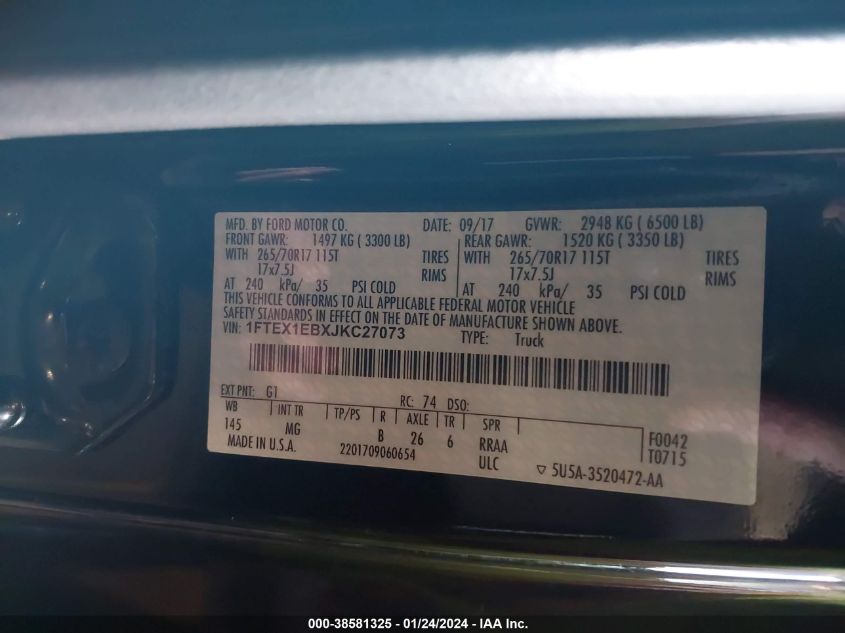 MFD. BY FORD MOTOR CO. DATE: 09/17 GVWR: 2948 KG ( 6500 LB)
FRONT GAWR: 1497 KG ( 3300 LB) REAR GAWR: 1520 KG ( 3350 LB)
WITH 265/70R17 115T TIRES WITH 265/70R17 115T TIRES
17x7.5J RIMS 17x7.5J RIMS
AT 240 kPa/ 35 PSI COLD AT 240 kPa/ 35 PSI COLD
THIS VEHICLE CONFORMS TO ALL APPLICABLE FEDERAL MOTOR VEHICLE
SAFETY STANDARDS IN EFFECT ON THE DATE OF MANUFACTURE SHOWN ABOVE.
VIN: 1FTEX1EBXJKC27073 TYPE: Truck
EXT PNT: G1 RC: 74 DSO:
WB INT TR TP/PS R AXLE TR SPR
145 MG B 26 6 RRAA F0042
MADE IN U.S.A. 2201709060654 ULC T0715
▽ 5U5A-3520472-AA
000-38581325 - 01/24/2024 - IAA Inc.